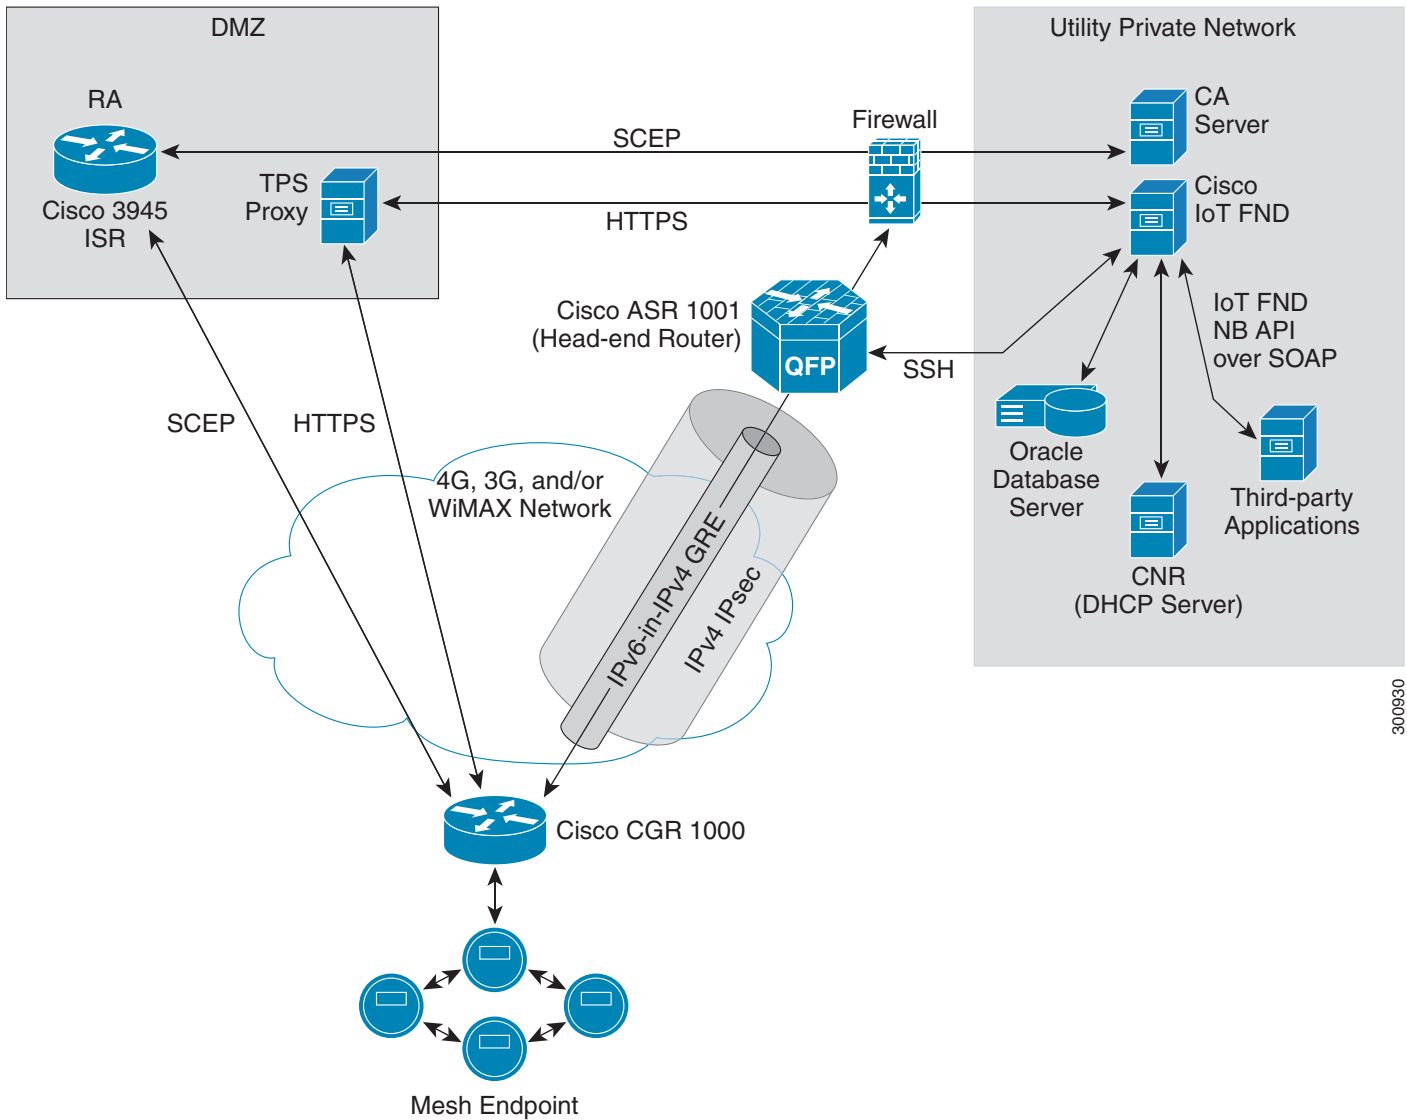 DMZ
Utility Private Network
RA
Cisco 3945
ISR
TPS
Proxy
SCEP
HTTPS
Firewall
CA
Server
Cisco
IoT FND
Cisco ASR 1001
(Head-end Router)
QFP
SSH
IoT FND
NB API
over SOAP
Oracle
Database
Server
Third-party
Applications
CNR
(DHCP Server)
SCEP
HTTPS
4G, 3G, and/or
WiMAX Network
IPv6-in-IPv4 GRE
IPv4 IPsec
300930
Cisco CGR 1000
Mesh Endpoint